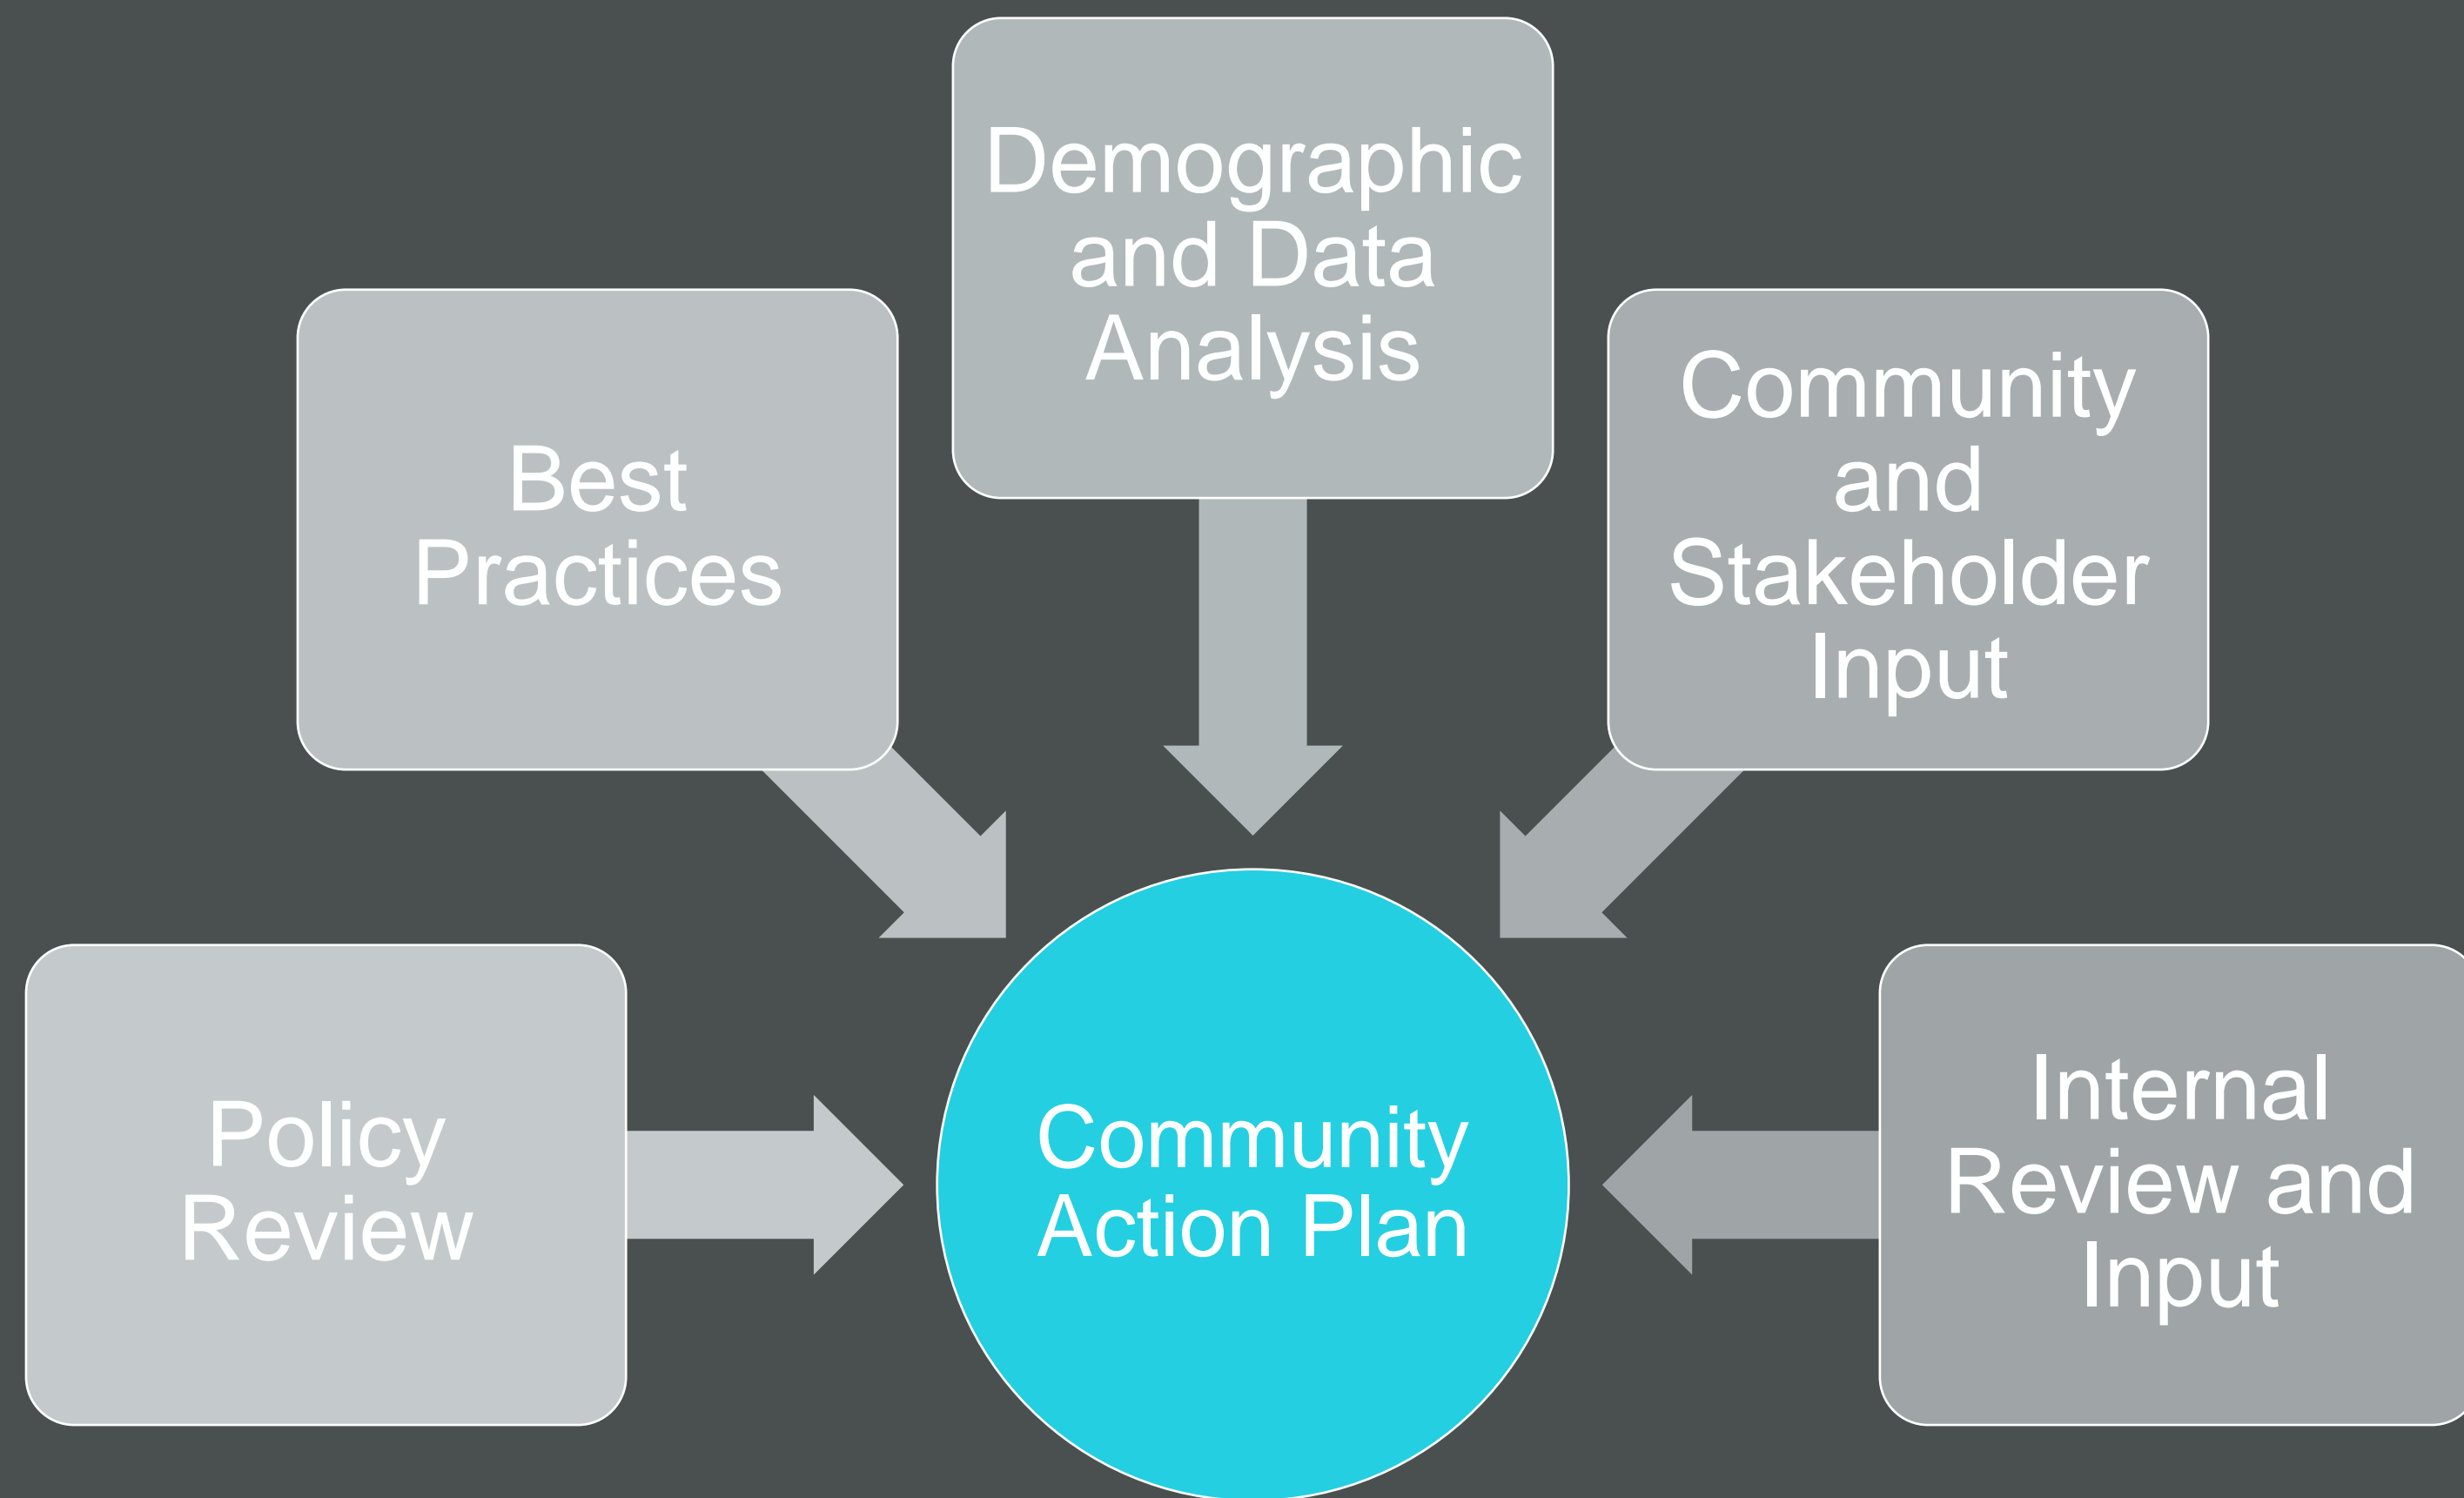 Demographic
and Data
Analysis
Best
Practices
Community
and
Stakeholder
Input
Policy
Review
Community
Action Plan
Internal
Review and
Input